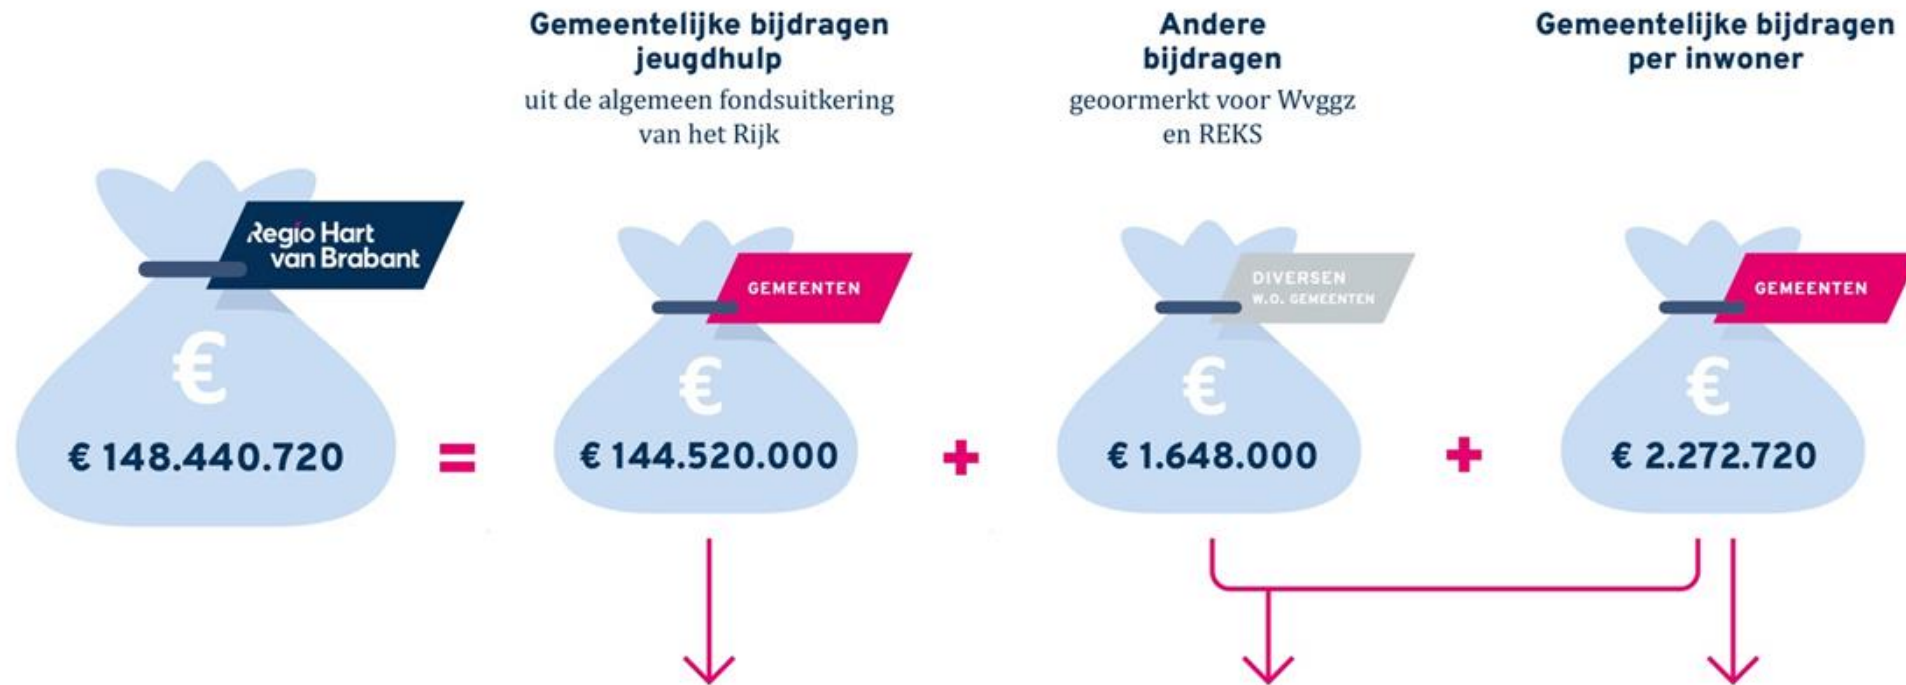 Gemeentelijke bijdragen
jeugdhulp
uit de algemeen fondsuitkering
van het Rijk
Andere
bijdragen
geoormerkt voor Wvggz
en REKS
Gemeentelijke bijdragen
per inwoner
Regio Hart
van Brabant
€
€ 148.440.720
=
GEMEENTEN
€
€ 144.520.000
+
DIVERSEN
W.O. GEMEENTEN
€
€ 1.648.000
+
GEMEENTEN
€
€ 2.272.720